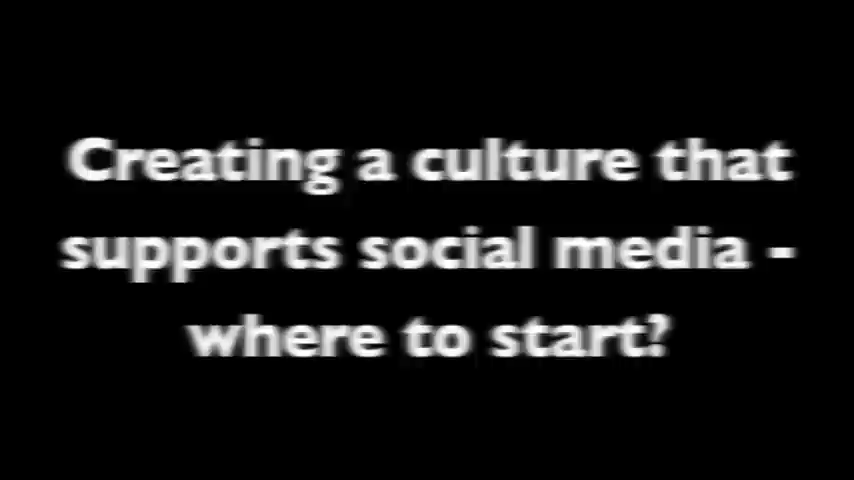 Creating a culture that
supports social media -
where to start?